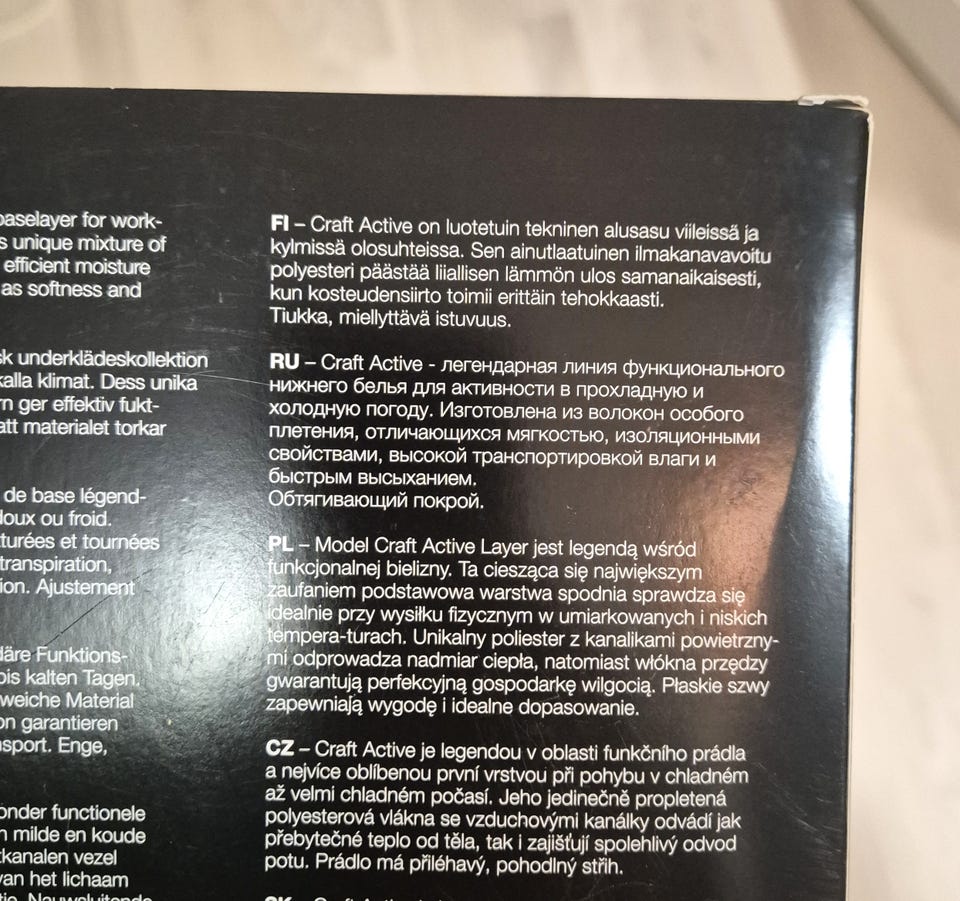 baselayer for work-
s unique mixture of
efficient moisture
as softness and
sk underklädeskollektion
kalla klimat. Dess unika
rn ger effektiv fukt-
att materialet torkar
de base légend-
doux ou froid.
turées et tournées
transpiration,
ion. Ajustement
däre Funktions-
bis kalten Tagen.
weiche Material
on garantieren
nsport. Enge,
onder functionele
n milde en koude
tkanalen vezel
van het lichaam
tie. Nauwsluitende
FI – Craft Active on luotetuin tekninen alusasu viileissä ja
kylmissä olosuhteissa. Sen ainutlaatuinen ilmakanavavoitu
polyesteri päästää liiallisen lämmön ulos samanaikaisesti,
kun kosteudensiirto toimii erittäin tehokkaasti.
Tiukka, miellyttävä istuvuus.
RU – Craft Active - легендарная линия функционального
нижнего белья для активности в прохладную и
холодную погоду. Изготовлена из волокон особого
плетения, отличающихся мягкостью, изоляционными
свойствами, высокой транспортировкой влаги и
быстрым высыханием.
Обтягивающий покрой.
PL – Model Craft Active Layer jest legendą wśród
funkcjonalnej bielizny. Ta ciesząca się największym
zaufaniem podstawowa warstwa spodnia sprawdza się
idealnie przy wysiłku fizycznym w umiarkowanych i niskich
tempera-turach. Unikalny poliester z kanalikami powietrzny-
mi odprowadza nadmiar ciepła, natomiast włókna przędzy
gwarantują perfekcyjną gospodarkę wilgocią. Płaskie szwy
zapewniają wygodę i idealne dopasowanie.
CZ – Craft Active je legendou v oblasti funkčního prádla
a nejvíce oblíbenou první vrstvou při pohybu v chladném
až velmi chladném počasí. Jeho jedinečně propletená
polyesterová vlákna se vzduchovými kanálky odvádí jak
přebytečné teplo od těla, tak i zajišťují spolehlivý odvod
potu. Prádlo má přiléhavý, pohodlný střih.
SK – Craft Active